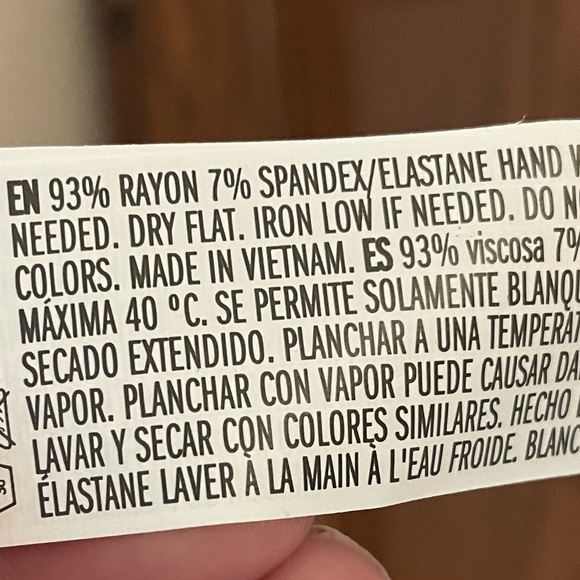 EN 93% RAYON 7% SPANDEX/ELASTANE HAND
NEEDED. DRY FLAT. IRON LOW IF NEEDED. DO
COLORS. MADE IN VIETNAM. ES 93% viscosa 7%
MÁXIMA 40 ºC. SE PERMITE SOLAMENTE
SECADO EXTENDIDO. PLANCHAR A UNA
VAPOR. PLANCHAR CON VAPOR PUEDE CAUSAR
LAVAR Y SECAR CON COLORES SIMILARES. HECHO
ÉLASTANE LAVER À LA MAIN À L'EAU FROIDE.